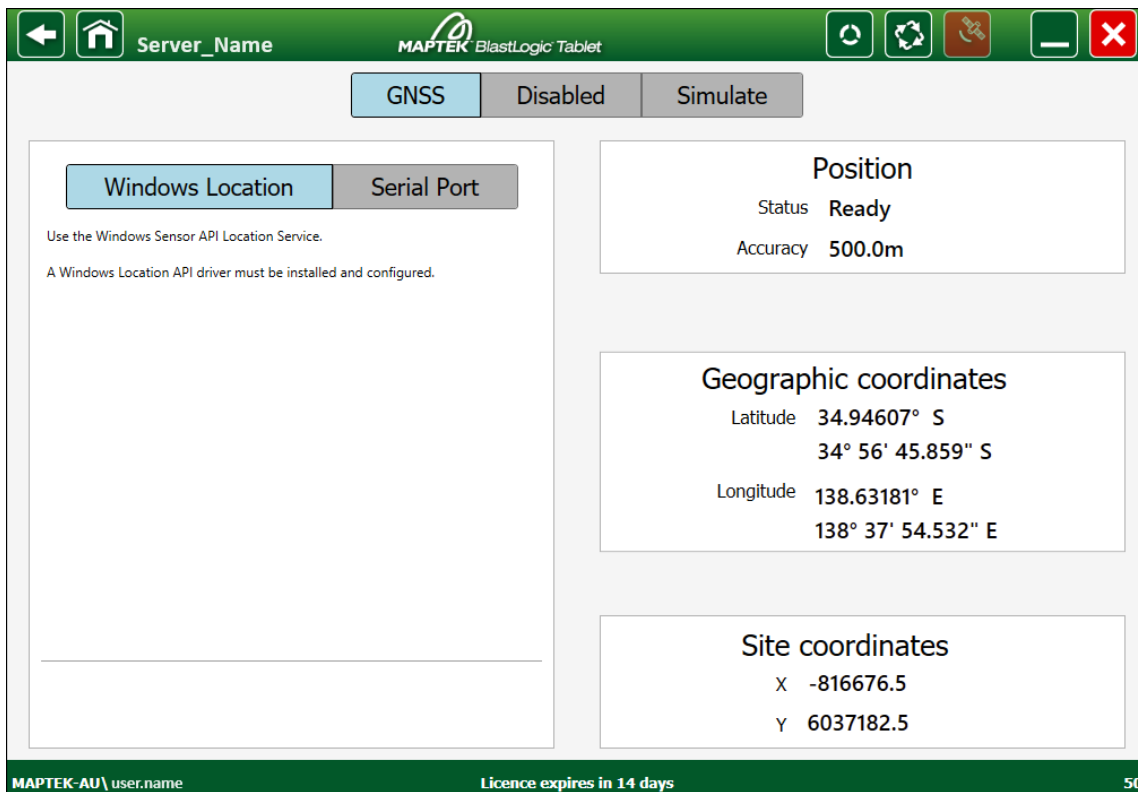 Server_Name
MAPTEK BlastLogic Tablet
GNSS Disabled Simulate
Windows Location Serial Port
Use the Windows Sensor API Location Service.
A Windows Location API driver must be installed and configured.
Position
Status Ready
Accuracy 500.0m
Geographic coordinates
Latitude 34.94607° S
34° 56' 45.859" S
Longitude 138.63181° E
138° 37' 54.532" E
Site coordinates
X -816676.5
Y 6037182.5
MAPTEK-AU\ user.name Licence expires in 14 days